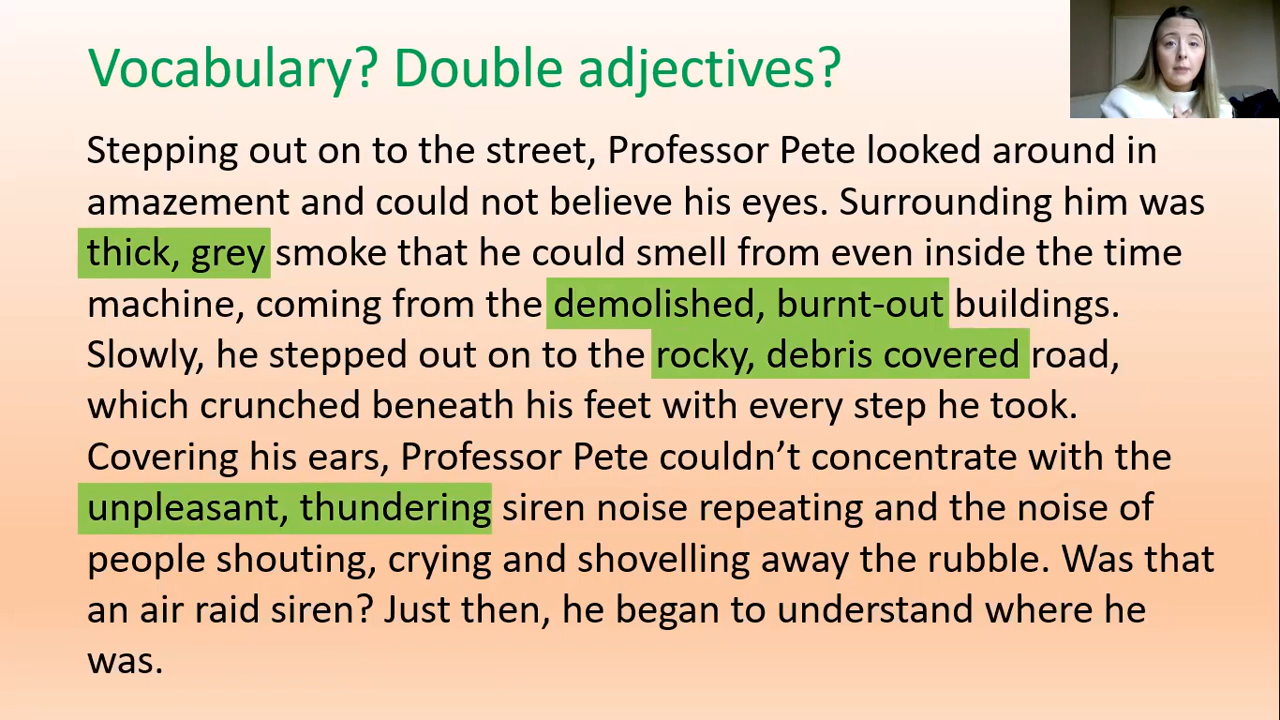 Vocabulary? Double adjectives?
Stepping out on to the street, Professor Pete looked around in
amazement and could not believe his eyes. Surrounding him was
thick, grey smoke that he could smell from even inside the time
machine, coming from the demolished, burnt-out buildings.
Slowly, he stepped out on to the rocky, debris covered road,
which crunched beneath his feet with every step he took.
Covering his ears, Professor Pete couldn’t concentrate with the
unpleasant, thundering siren noise repeating and the noise of
people shouting, crying and shovelling away the rubble. Was that
an air raid siren? Just then, he began to understand where he
was.